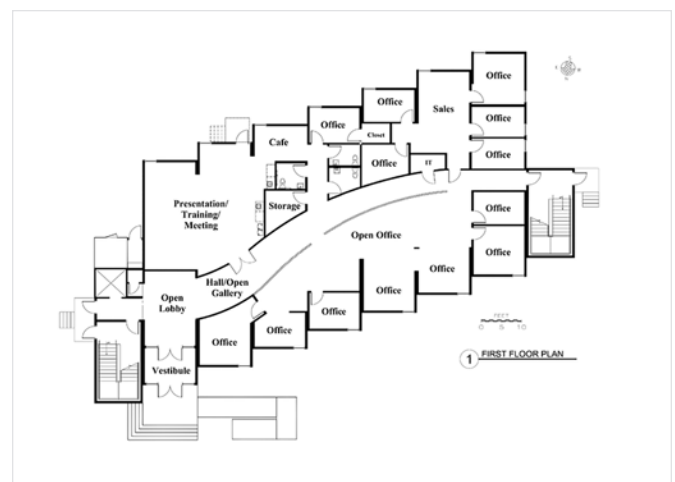 Office
Office
Sales
Office
Office
Cafe
Closet
Office
Office
IT
Presentation/
Training/
Meeting
Storage
Office
Open Office
Office
Office
Hall/Open
Gallery
Open
Lobby
Office
Office
Office
Office
Vestibule
FEET
0 5 10
1 FIRST FLOOR PLAN